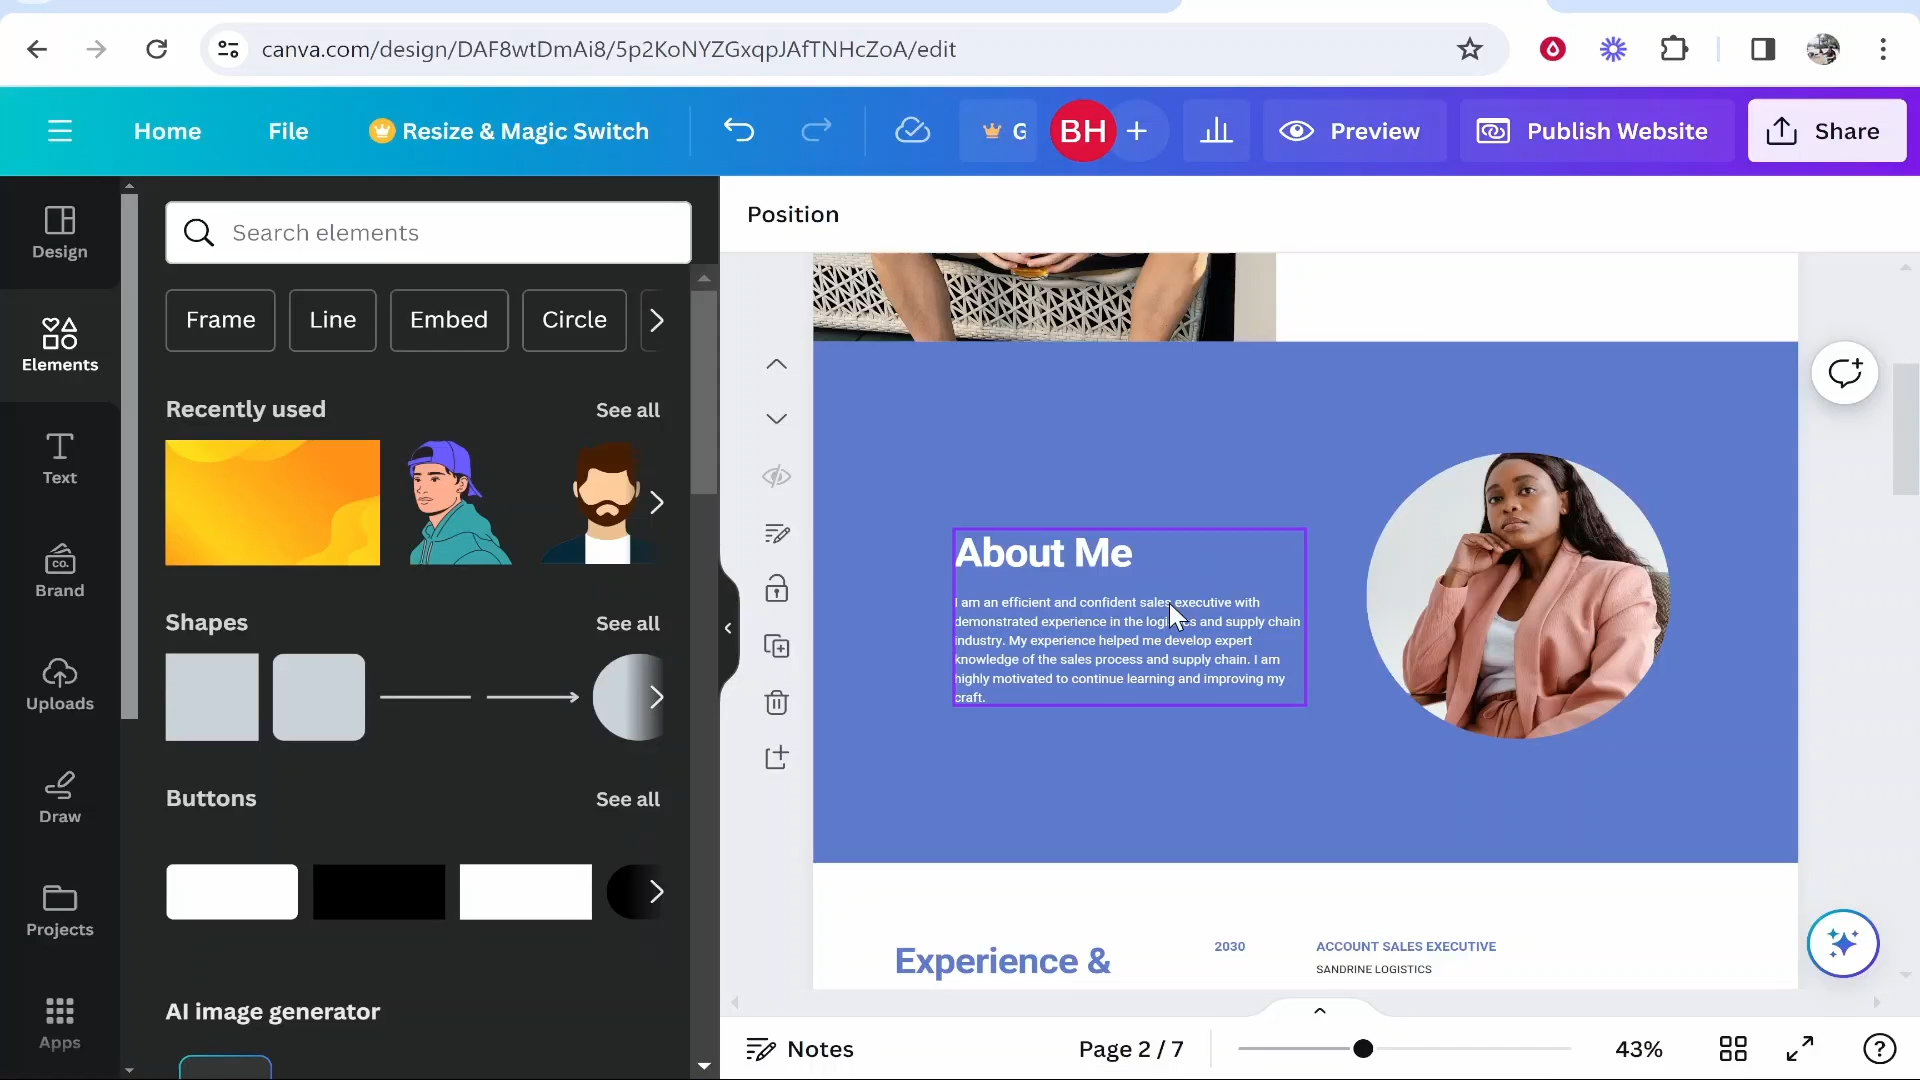 canva.com/design/DAF8wtDmAi8/5p2KoNYZGxqpJAfTNHcZoA/edit
Home
File
Resize & Magic Switch
G
BH
Preview
Publish Website
Share
Design
Elements
Text
CO.
Brand
Uploads
Draw
Projects
Apps
Search elements
Frame
Line
Embed
Circle
Recently used
See all
Shapes
See all
Buttons
See all
AI image generator
Position
About Me
I am an efficient and confident sales executive with
demonstrated experience in the logistics and supply chain
industry. My experience helped me develop expert
knowledge of the sales process and supply chain. I am
highly motivated to continue learning and improving my
craft.
Experience &
2030
ACCOUNT SALES EXECUTIVE
SANDRINE LOGISTICS
Notes
Page 2 / 7
43%